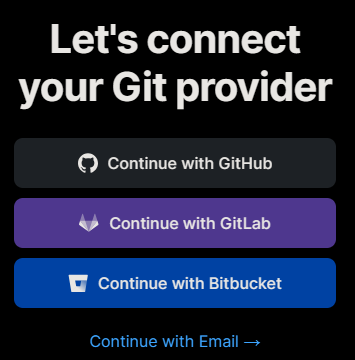 Let's connect
your Git provider
Continue with GitHub
Continue with GitLab
Continue with Bitbucket
Continue with Email →